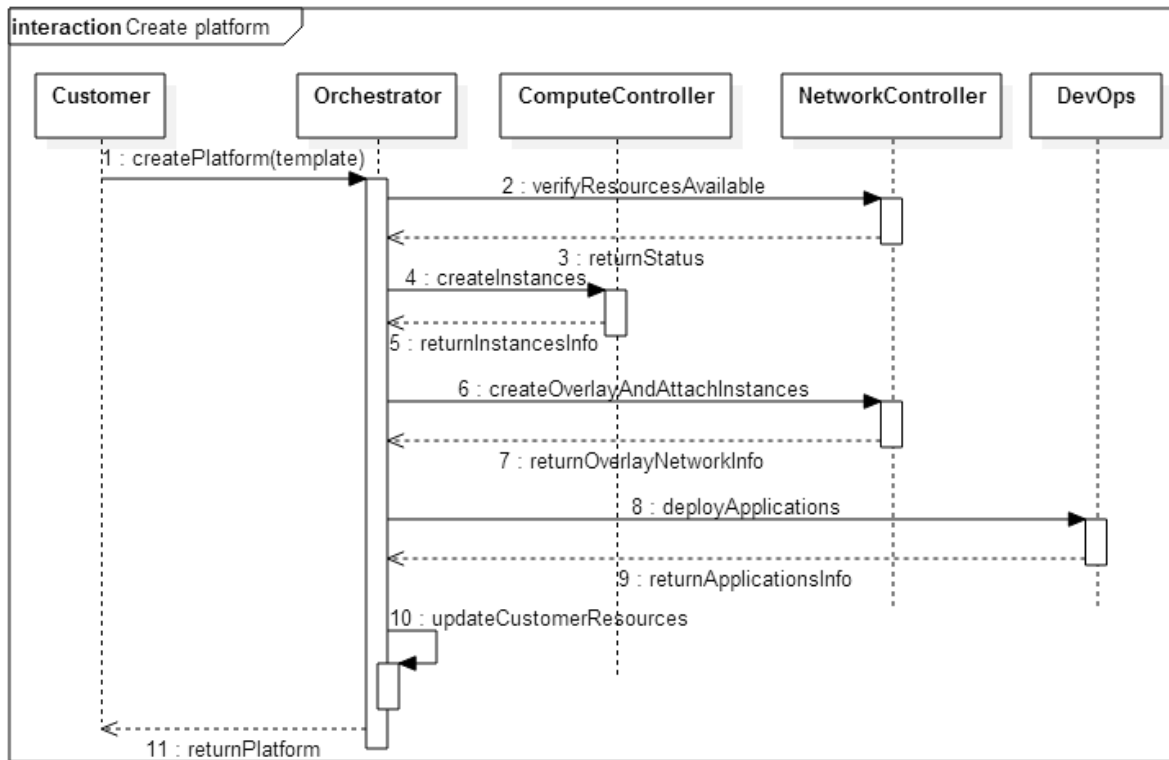 interaction Create platform
Customer
Orchestrator
ComputeController
NetworkController
DevOps
1 : createPlatform(template)
2 : verifyResourcesAvailable
3 : returnStatus
4 : createInstances
5 : returnInstancesInfo
6 : createOverlayAndAttachInstances
7 : returnOverlayNetworkInfo
8 : deployApplications
9 : returnApplicationsInfo
10 : updateCustomerResources
11 : returnPlatform